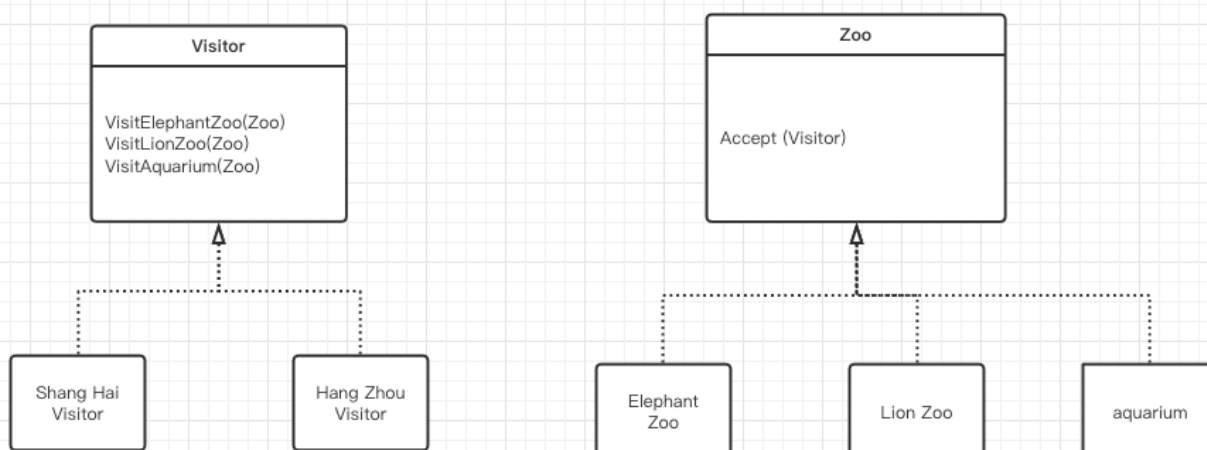 Visitor
VisitElephantZoo(Zoo)
VisitLionZoo(Zoo)
VisitAquarium(Zoo)
Zoo
Accept (Visitor)
Shang Hai
Visitor
Hang Zhou
Visitor
Elephant
Zoo
Lion Zoo
aquarium